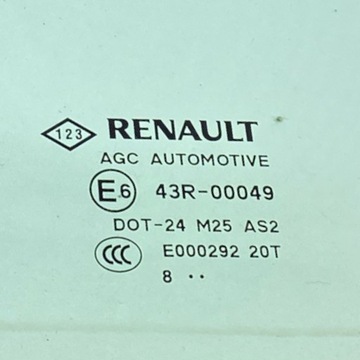 123 RENAULT
AGC AUTOMOTIVE
E6 43R-00049
DOT-24 M25 AS2
CCC E000292 20T
8 ··